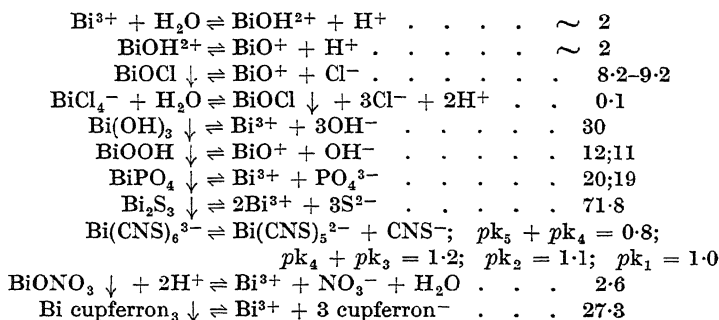 Bi³⁺ + H₂O ⇌ BiOH²⁺ + H⁺ . . . . ∼ 2
BiOH²⁺ ⇌ BiO⁺ + H⁺ . . . . . ∼ 2
BiOCl ↓ ⇌ BiO⁺ + Cl⁻ . . . . . 8·2–9·2
BiCl₄⁻ + H₂O ⇌ BiOCl ↓ + 3Cl⁻ + 2H⁺ . . 0·1
Bi(OH)₃ ↓ ⇌ Bi³⁺ + 3OH⁻ . . . . . 30
BiOOH ↓ ⇌ BiO⁺ + OH⁻ . . . . . 12;11
BiPO₄ ↓ ⇌ Bi³⁺ + PO₄³⁻ . . . . . 20;19
Bi₂S₃ ↓ ⇌ 2Bi³⁺ + 3S²⁻ . . . . . 71·8
Bi(CNS)₆³⁻ ⇌ Bi(CNS)₅²⁻ + CNS⁻; pk₅ + pk₄ = 0·8;
pk₄ + pk₃ = 1·2; pk₂ = 1·1; pk₁ = 1·0
BiONO₃ ↓ + 2H⁺ ⇌ Bi³⁺ + NO₃⁻ + H₂O . . . 2·6
Bi cupferron₃ ↓ ⇌ Bi³⁺ + 3 cupferron⁻ . . . 27·3